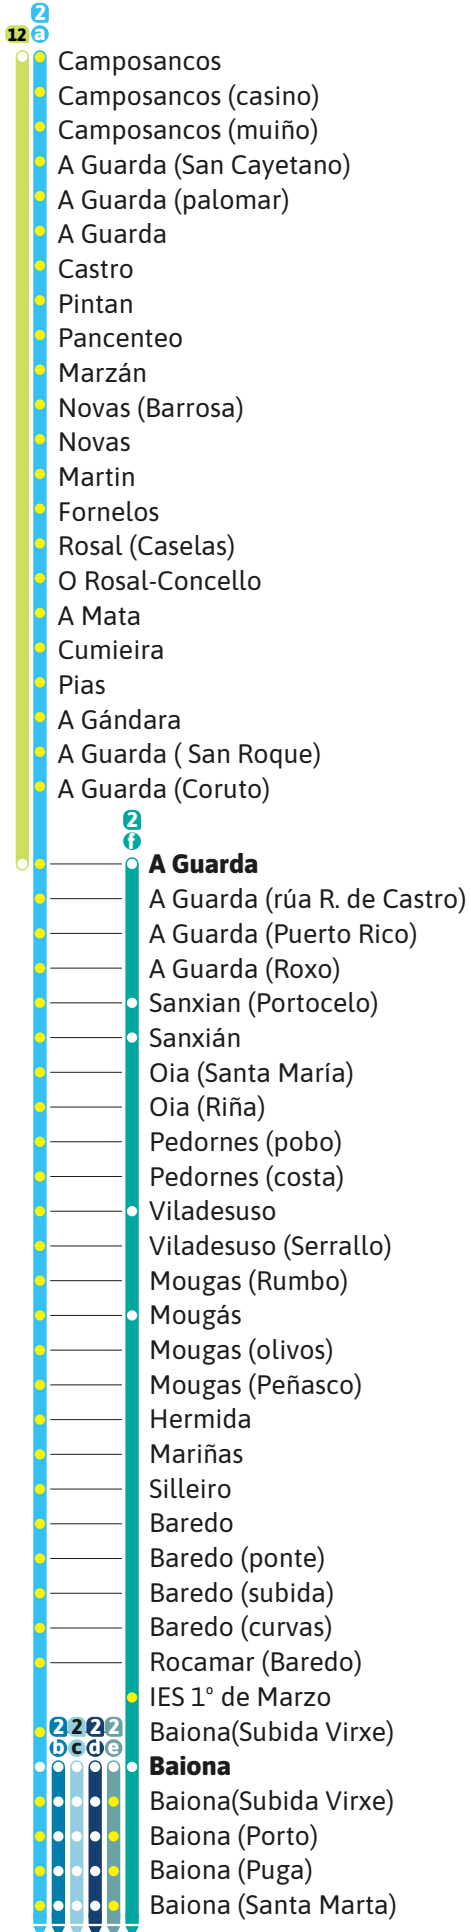 2
12 a
Camposancos
Camposancos (casino)
Camposancos (muiño)
A Guarda (San Cayetano)
A Guarda (palomar)
A Guarda
Castro
Pintan
Pancenteo
Marzán
Novas (Barrosa)
Novas
Martin
Fornelos
Rosal (Caselas)
O Rosal-Concello
A Mata
Cumieira
Pias
A Gándara
A Guarda ( San Roque)
A Guarda (Coruto)
2
f
A Guarda
A Guarda (rúa R. de Castro)
A Guarda (Puerto Rico)
A Guarda (Roxo)
Sanxian (Portocelo)
Sanxián
Oia (Santa María)
Oia (Riña)
Pedornes (pobo)
Pedornes (costa)
Viladesuso
Viladesuso (Serrallo)
Mougas (Rumbo)
Mougás
Mougas (olivos)
Mougas (Peñasco)
Hermida
Mariñas
Silleiro
Baredo
Baredo (ponte)
Baredo (subida)
Baredo (curvas)
Rocamar (Baredo)
IES 1º de Marzo
2 2 2 2 Baiona(Subida Virxe)
b c d e
Baiona
Baiona(Subida Virxe)
Baiona (Porto)
Baiona (Puga)
Baiona (Santa Marta)